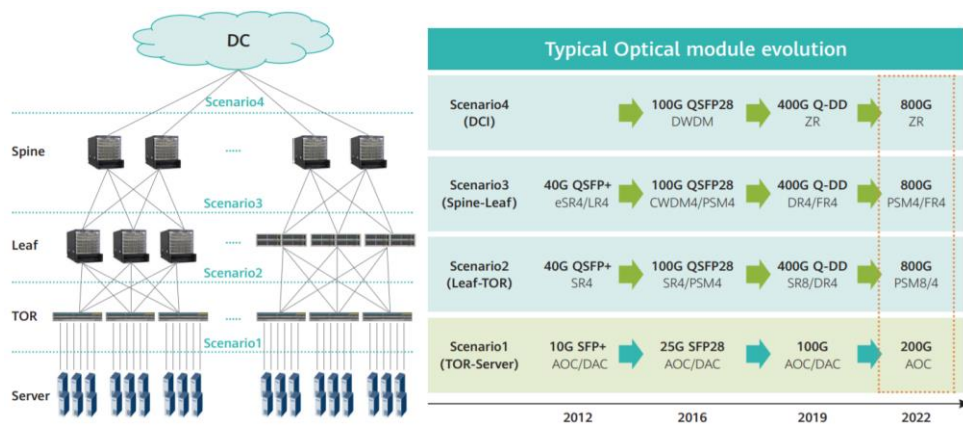 DC
Scenario4
Spine
.....
Scenario3
Leaf
.....
Scenario2
TOR
.....
Scenario1
Server
Typical Optical module evolution
Scenario4 100G QSFP28 400G Q-DD 800G
(DCI) DWDM ZR ZR
Scenario3 40G QSFP+ 100G QSFP28 400G Q-DD 800G
(Spine-Leaf) eSR4/LR4 CWDM4/PSM4 DR4/FR4 PSM4/FR4
Scenario2 40G QSFP+ 100G QSFP28 400G Q-DD 800G
(Leaf-TOR) SR4 SR4/PSM4 SR8/DR4 PSM8/4
Scenario1 10G SFP+ 25G SFP28 100G 200G
(TOR-Server) AOC/DAC AOC/DAC AOC/DAC AOC
2012 2016 2019 2022